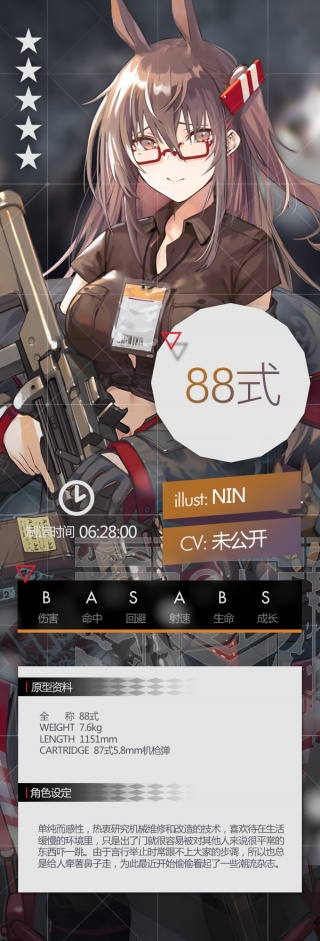 88式
illust: NIN
制造时间 06:28:00
CV: 未公开
B A S A B S
伤害 命中 回避 射速 生命 成长
原型资料
全 称 88式
WEIGHT 7.6kg
LENGTH 1151mm
CARTRIDGE 87式5.8mm机枪弹
角色设定
单纯而感性，热衷研究机械维修和改造的技术，喜欢待在生活
缓慢的环境里，只是出了门就很容易被对其他人来说很平常的
东西吓一跳。由于言行举止时常跟不上大家的步调，所以也总
是给人牵著鼻子走，为此最近开始偷偷看起了一些潮流杂志。